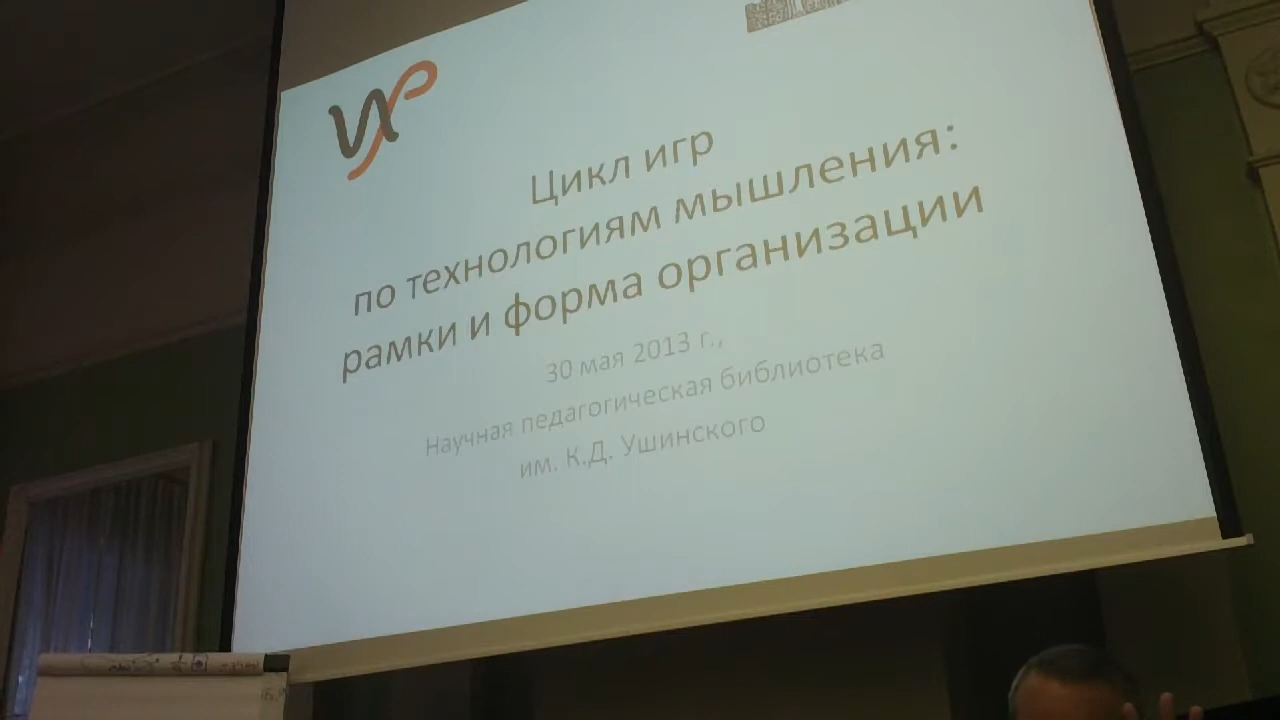 Цикл игр
по технологиям мышления:
рамки и форма организации
30 мая 2013 г.,
Научная педагогическая библиотека
им. К.Д. Ушинского